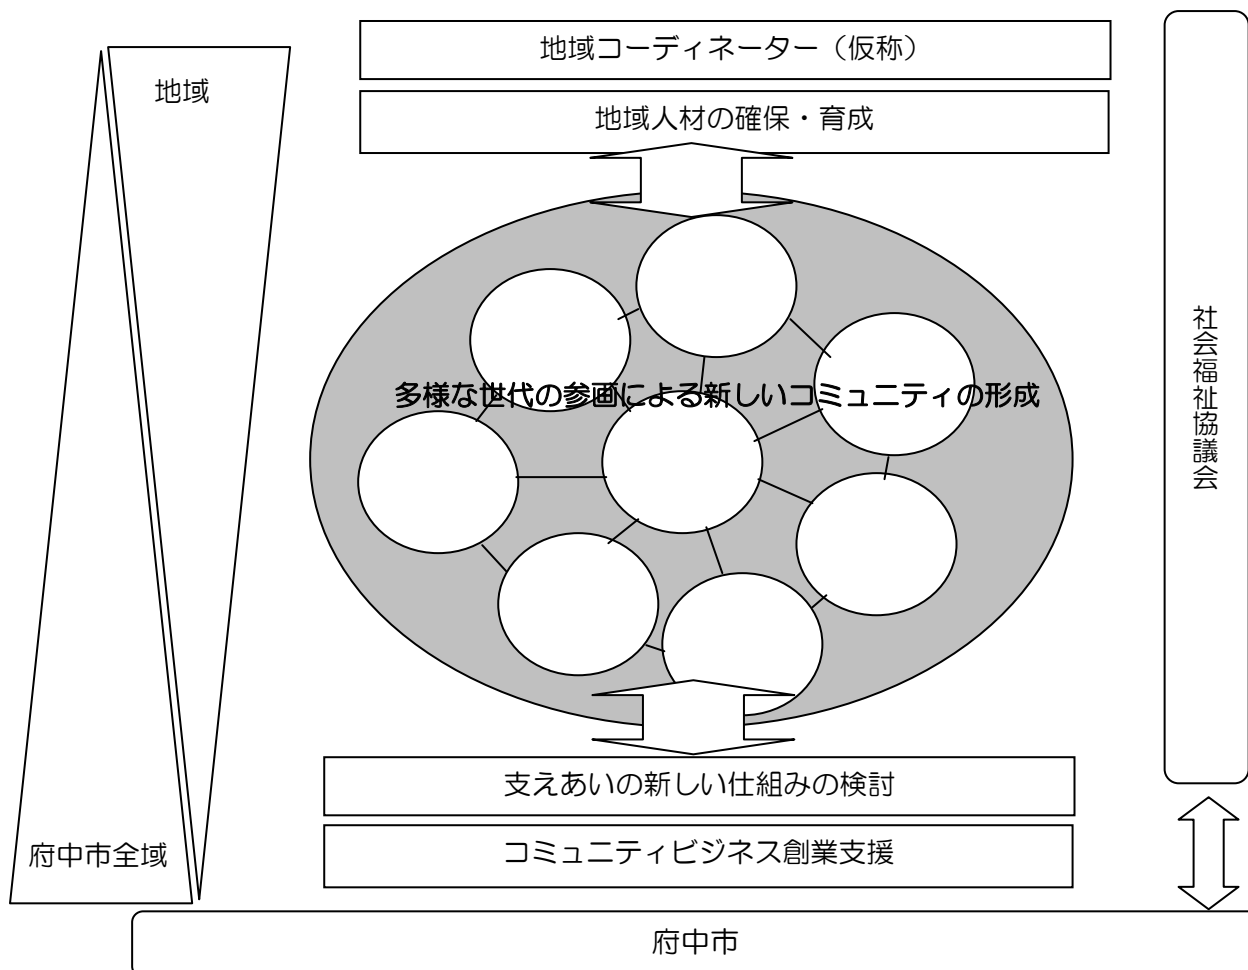 地域コーディネーター（仮称）
地域
地域人材の確保・育成
多様な世代の参画による新しいコミュニティの形成
社会福祉協議会
支えあいの新しい仕組みの検討
府中市全域
コミュニティビジネス創業支援
府中市